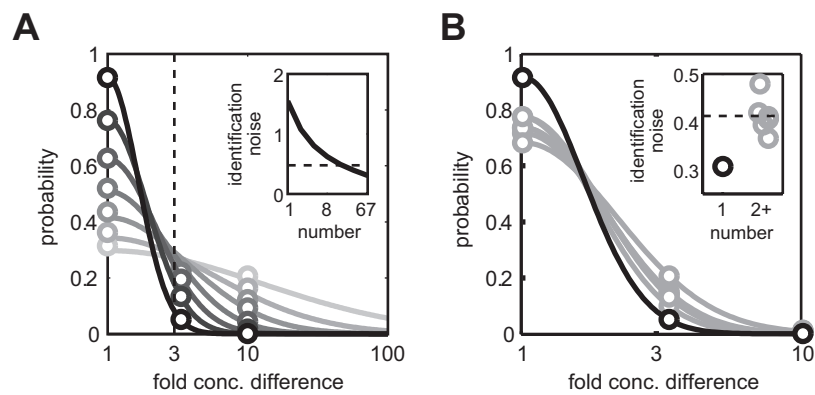 A
1
0.8
0.6
0.4
0.2
0
probability
1
3
10
100
fold conc. difference
2
1
0
identification
noise
1
8
67
number
B
1
0.8
0.6
0.4
0.2
0
probability
1
3
10
fold conc. difference
0.5
0.4
0.3
identification
noise
1
2+
number